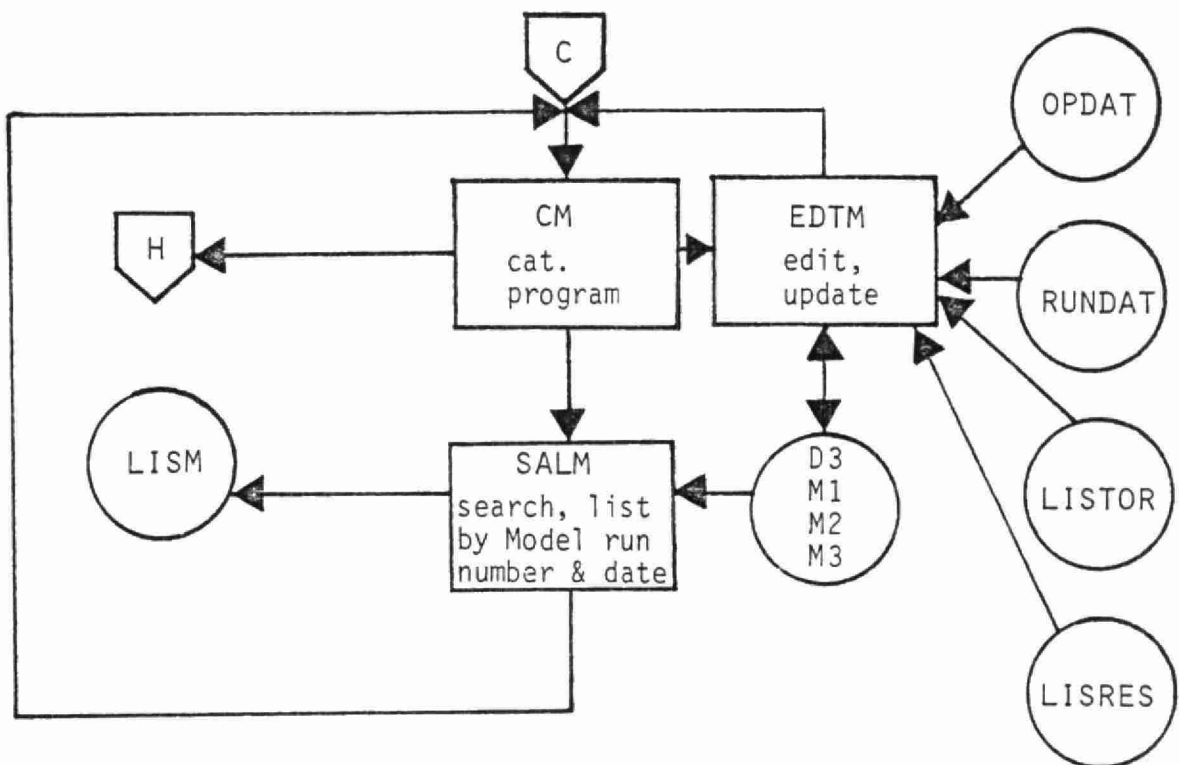 C
OPDAT
CM
cat.
program
EDTM
edit,
update
H
RUNDAT
LISM
SALM
search, list
by Model run
number & date
D3
M1
M2
M3
LISTOR
LISRES